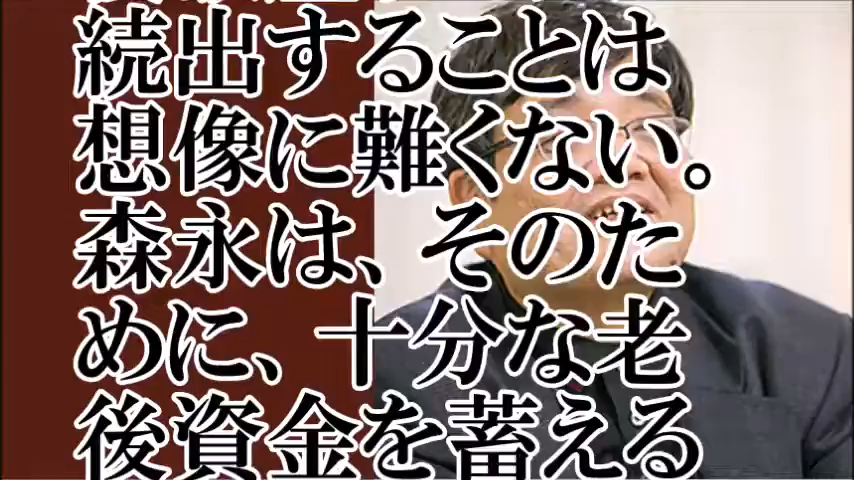 続出することは
想像に難くない。
森永は、そのた
めに、十分な老
後資金を蓄える